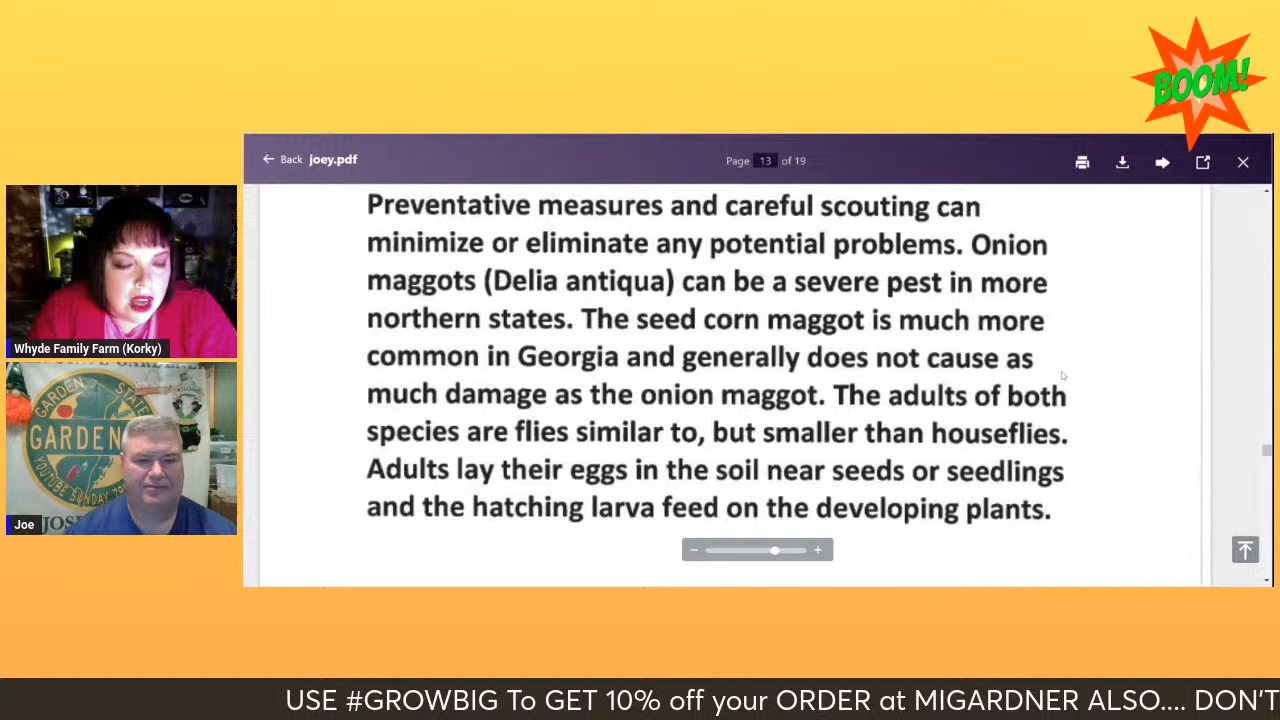 BOOM!
← Back joey.pdf
Page 13 of 19
Preventative measures and careful scouting can
minimize or eliminate any potential problems. Onion
maggots (Delia antiqua) can be a severe pest in more
northern states. The seed corn maggot is much more
common in Georgia and generally does not cause as
much damage as the onion maggot. The adults of both
species are flies similar to, but smaller than houseflies.
Adults lay their eggs in the soil near seeds or seedlings
and the hatching larva feed on the developing plants.
Whyde Family Farm (Korky)
GARDEN STATE
GARDEN
YOUTUBE SUNDAY
Joe
USE #GROWBIG To GET 10% off your ORDER at MIGARDNER ALSO.... DON'T